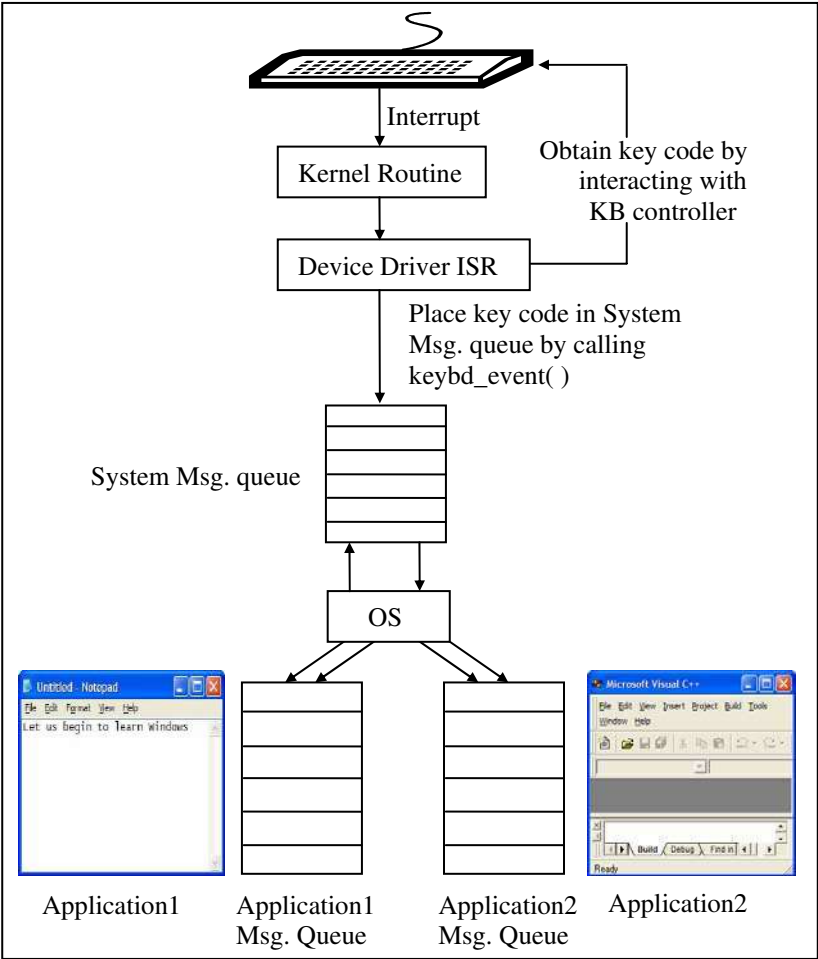 Interrupt
Kernel Routine
Obtain key code by
interacting with
KB controller
Device Driver ISR
Place key code in System
Msg. queue by calling
keybd_event( )
System Msg. queue
OS
Untitled - Notepad
File Edit Format View Help
Let us begin to learn Windows
Microsoft Visual C++
File Edit View Insert Project Build Tools
Window Help
Build Debug Find in
Ready
Application1
Application1
Msg. Queue
Application2
Msg. Queue
Application2